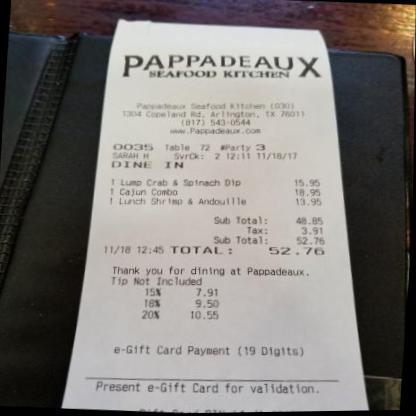 PAPPADEAUX
SEAFOOD KITCHEN
Pappadeaux Seafood Kitchen (030)
1304 Copeland Rd, Arlington, TX 76011
(817) 543-0544
www.Pappadeaux.com
0035 Table 72 #Party 3
SARAH H SvrCk: 2 12:11 11/18/17
DINE IN
1 Lump Crab & Spinach Dip 15.95
1 Cajun Combo 18.95
1 Lunch Shrimp & Andouille 13.95
Sub Total: 48.85
Tax: 3.91
Sub Total: 52.76
11/18 12:45 TOTAL: 52.76
Thank you for dining at Pappadeaux.
Tip Not Included
15% 7.91
18% 9.50
20% 10.55
e-Gift Card Payment (19 Digits)
Present e-Gift Card for validation.